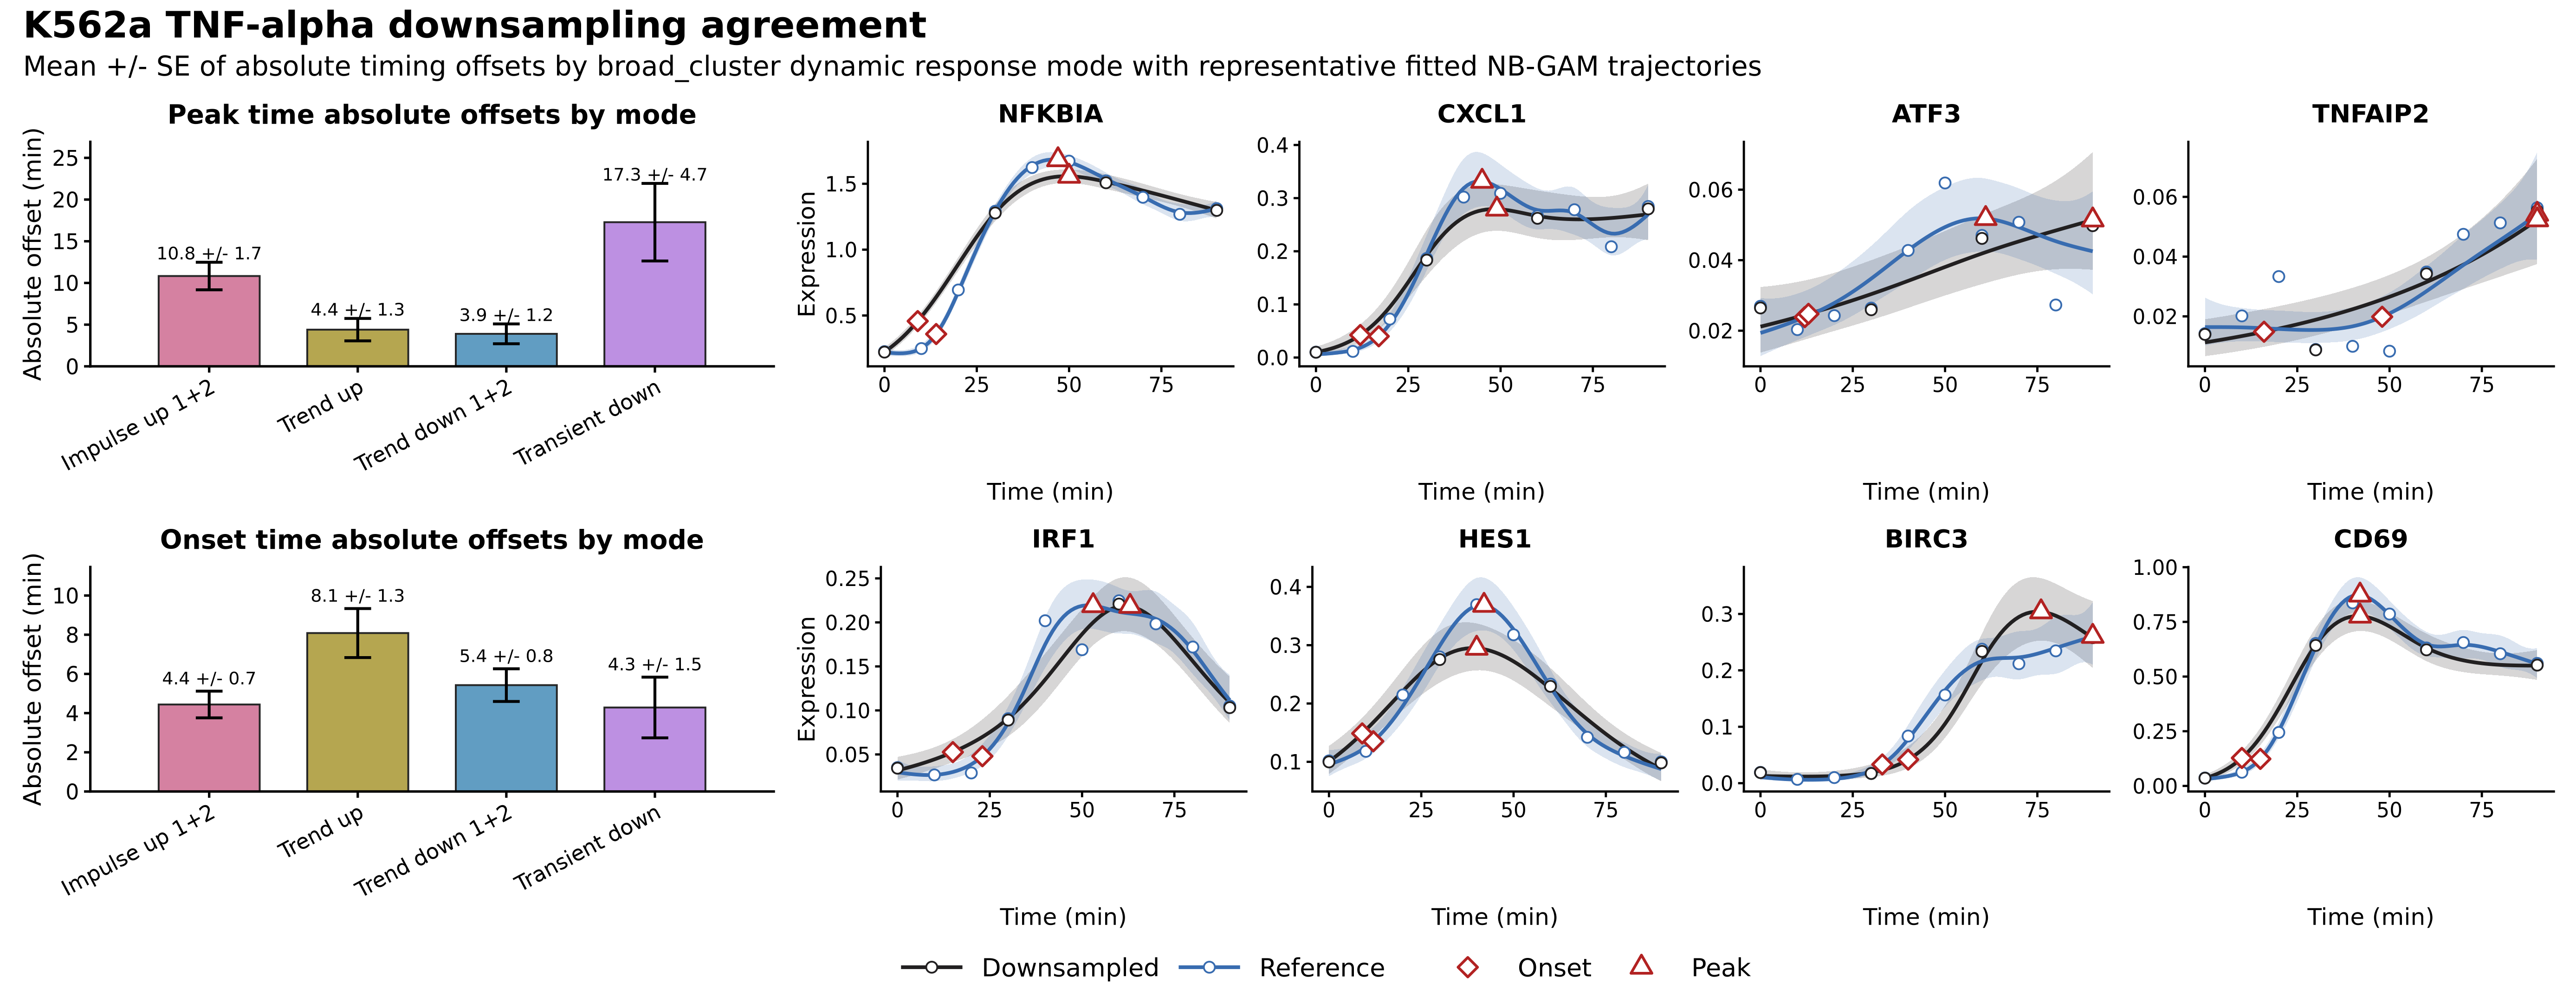 K562a TNF-alpha downsampling agreement
Mean +/- SE of absolute timing offsets by broad_cluster dynamic response mode with representative fitted NB-GAM trajectories
Peak time absolute offsets by mode
Absolute offset (min)
25
20
15
10
5
0
10.8 +/- 1.7
4.4 +/- 1.3
3.9 +/- 1.2
17.3 +/- 4.7
Impulse up 1+2
Trend up
Trend down 1+2
Transient down
NFKBIA
Expression
1.5
1.0
0.5
0 25 50 75
Time (min)
CXCL1
0.4
0.3
0.2
0.1
0.0
0 25 50 75
Time (min)
ATF3
0.06
0.04
0.02
0 25 50 75
Time (min)
TNFAIP2
0.06
0.04
0.02
0 25 50 75
Time (min)
Onset time absolute offsets by mode
Absolute offset (min)
10
8
6
4
2
0
4.4 +/- 0.7
8.1 +/- 1.3
5.4 +/- 0.8
4.3 +/- 1.5
Impulse up 1+2
Trend up
Trend down 1+2
Transient down
IRF1
Expression
0.25
0.20
0.15
0.10
0.05
0 25 50 75
Time (min)
HES1
0.4
0.3
0.2
0.1
0 25 50 75
Time (min)
BIRC3
0.3
0.2
0.1
0.0
0 25 50 75
Time (min)
CD69
1.00
0.75
0.50
0.25
0.00
0 25 50 75
Time (min)
Downsampled Reference Onset Peak